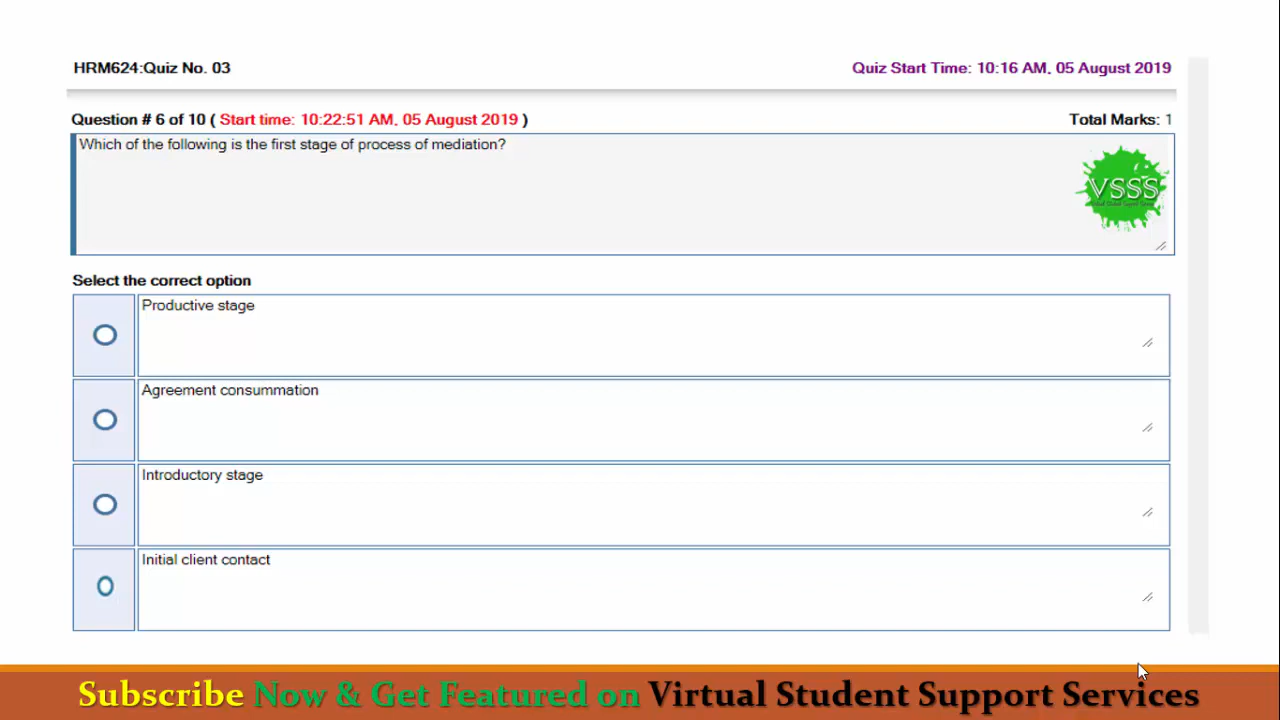 HRM624:Quiz No. 03
Quiz Start Time: 10:16 AM, 05 August 2019
Question # 6 of 10 ( Start time: 10:22:51 AM, 05 August 2019 )
Total Marks: 1
Which of the following is the first stage of process of mediation?
VSSS
Select the correct option
Productive stage
Agreement consummation
Introductory stage
Initial client contact
Subscribe Now & Get Featured on Virtual Student Support Services